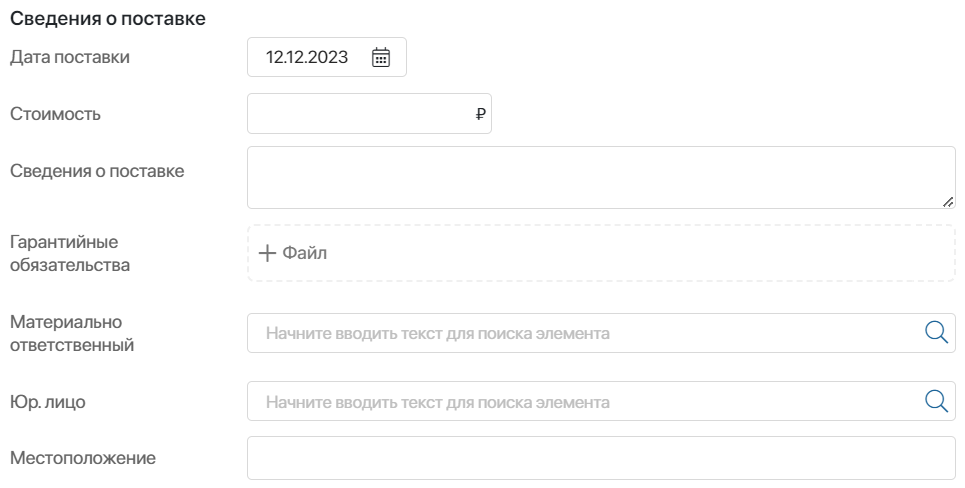 Сведения о поставке
Дата поставки
12.12.2023
Стоимость
₽
Сведения о поставке
Гарантийные
обязательства
Файл
Материально
ответственный
Начните вводить текст для поиска элемента
Юр. лицо
Начните вводить текст для поиска элемента
Местоположение